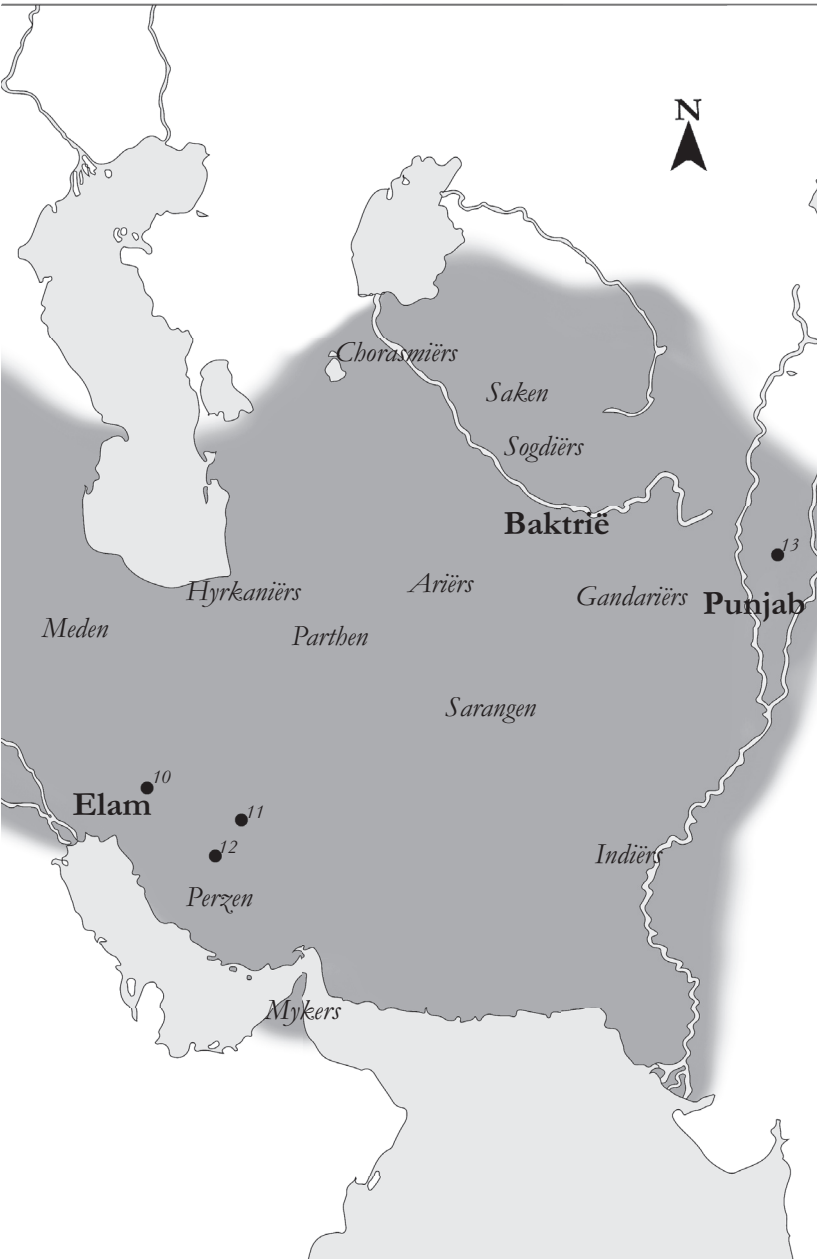 N
Chorasmiërs
Saken
Sogdiërs
Baktrië
13
Hyrkaniërs
Ariërs
Gandariërs
Punjab
Meden
Parthen
Sarangen
10
Elam
11
12
Indiërs
Perzen
Mykers